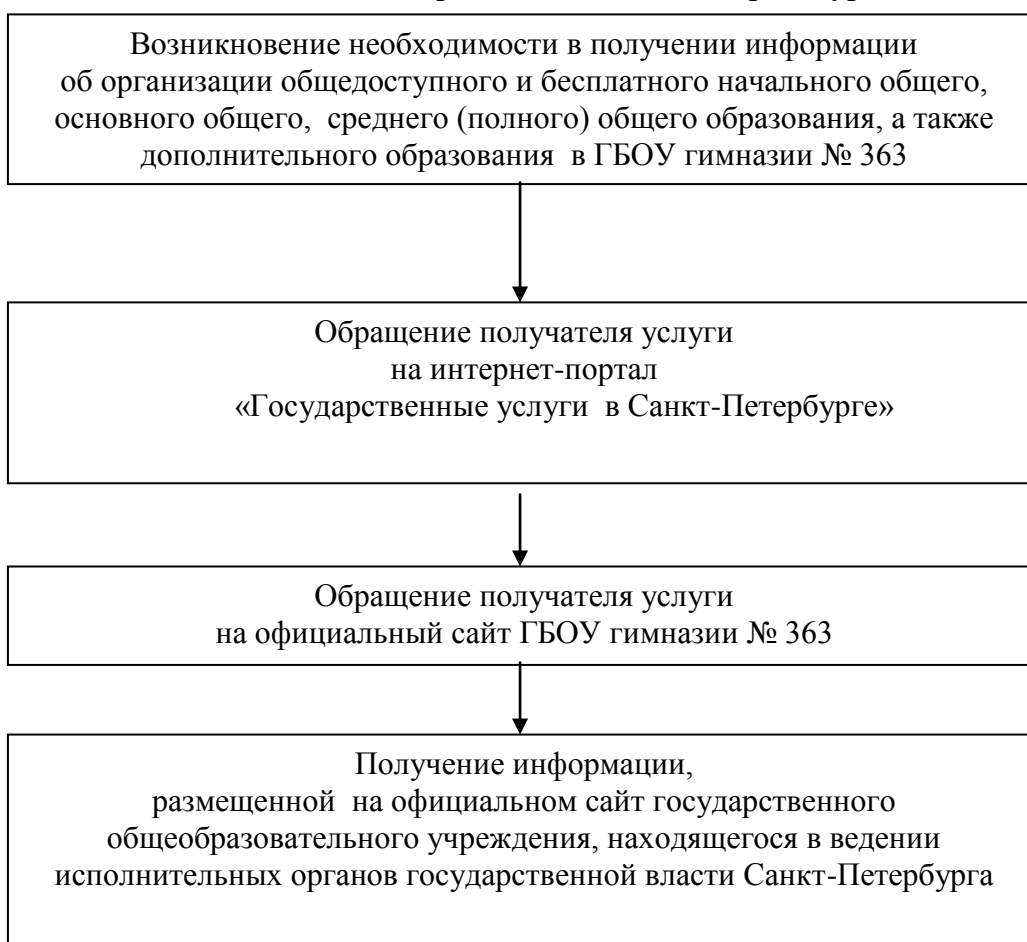 Возникновение необходимости в получении информации
об организации общедоступного и бесплатного начального общего,
основного общего, среднего (полного) общего образования, а также
дополнительного образования в ГБОУ гимназии № 363
Обращение получателя услуги
на интернет-портал
«Государственные услуги в Санкт-Петербурге»
Обращение получателя услуги
на официальный сайт ГБОУ гимназии № 363
Получение информации,
размещенной на официальном сайт государственного
общеобразовательного учреждения, находящегося в ведении
исполнительных органов государственной власти Санкт-Петербурга